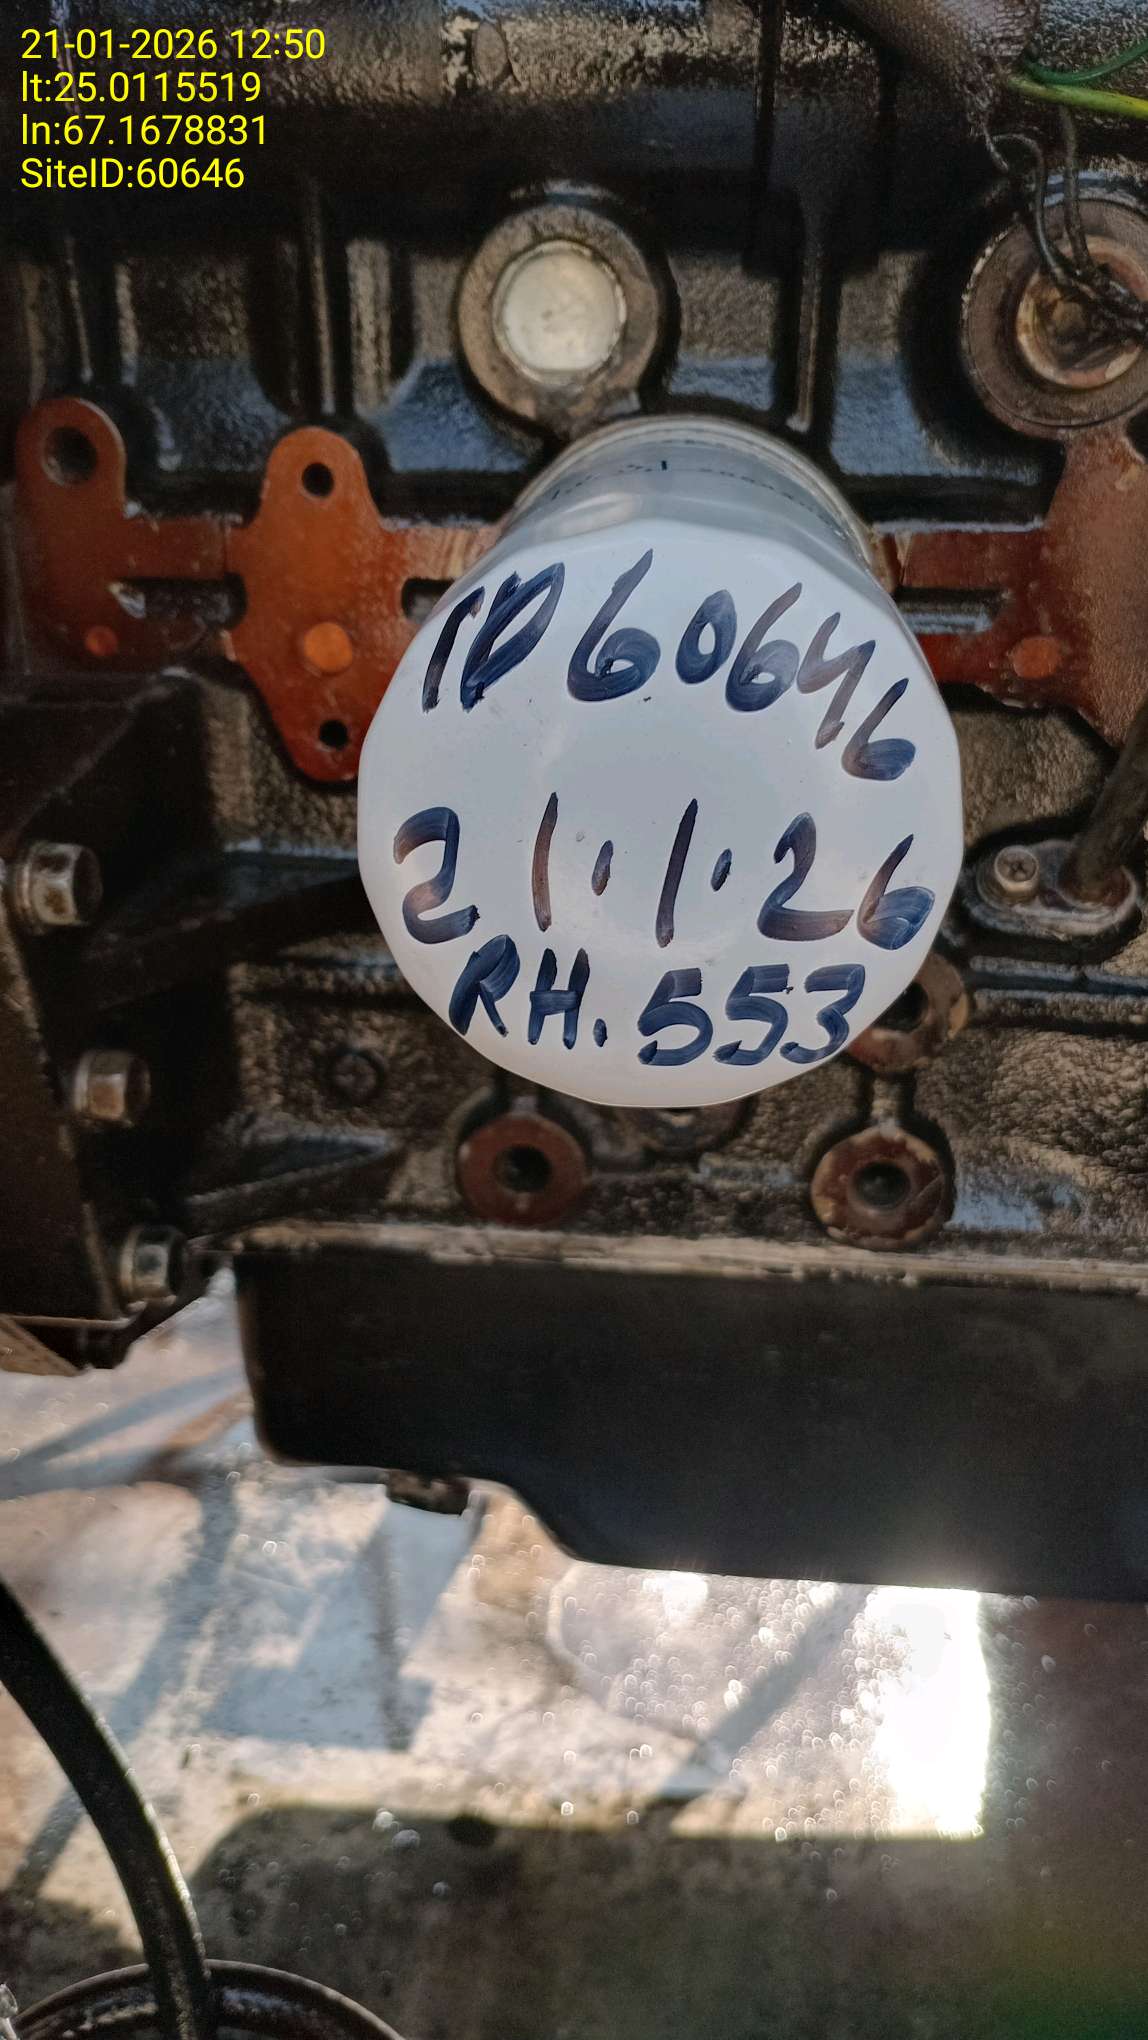 21-01-2026 12:50
lt:25.0115519
ln:67.1678831
SiteID:60646
ID 60646
21.1.26
RH.553